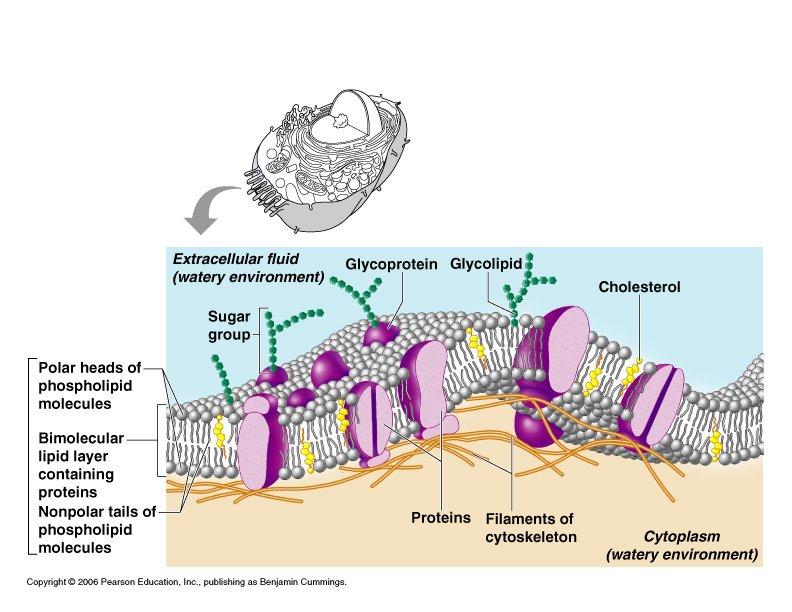 Extracellular fluid
(watery environment)
Glycoprotein
Glycolipid
Cholesterol
Sugar
group
Polar heads of
phospholipid
molecules
Bimolecular
lipid layer
containing
proteins
Nonpolar tails of
phospholipid
molecules
Proteins
Filaments of
cytoskeleton
Cytoplasm
(watery environment)
Copyright © 2006 Pearson Education, Inc., publishing as Benjamin Cummings.